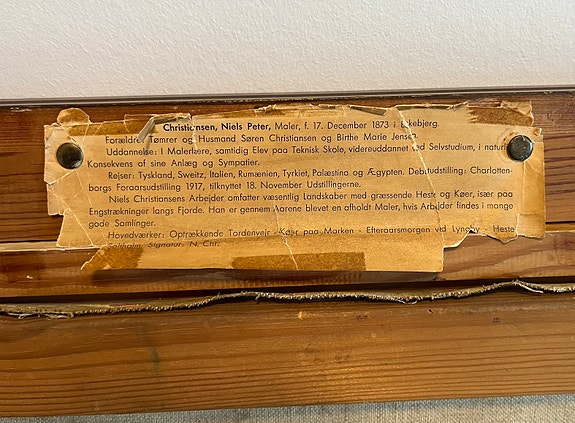 Christiansen, Niels Peter, Maler, f. 17. December 1873 i Eskebjerg.
Forældre: Tømrer og Husmand Søren Christiansen og Birthe Marie Jensen.
Uddannelse: I Malerlære, samtidig Elev paa Teknisk Skole, videreuddannet ved Selvstudium, i naturlig
Konsekvens af sine Anlæg og Sympatier.
Rejser: Tyskland, Sweitz, Italien, Rumænien, Tyrkiet, Palæstina og Ægypten. Debutudstilling: Charlotten-
borgs Foraarsudstilling 1917, tilknyttet 18. November Udstillingerne.
Niels Christiansens Arbejder omfatter væsentlig Landskaber med græssende Heste og Køer, især paa
Engstrækninger langs Fjorde. Han er gennem Aarene blevet en afholdt Maler, hvis Arbejder findes i mange
gode Samlinger.
Hovedværker: Optrækkende Tordenvejr - Køer paa Marken - Efteraarsmorgen ved Lyngby - Heste
Saltholm. Signatur: N. Chr.